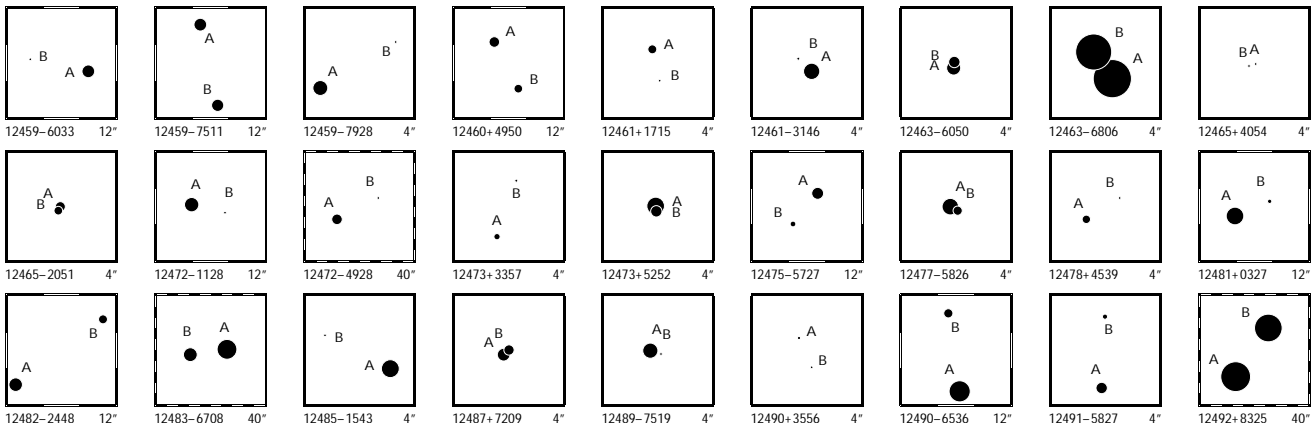 B A
12459−6033 12″
A B
12459−7511 12″
B A
12459−7928 4″
A B
12460+4950 12″
A B
12461+1715 4″
B A
12461−3146 4″
B A
12463−6050 4″
B A
12463−6806 4″
B A
12465+4054 4″
A B
12465−2051 4″
A B
12472−1128 12″
B A
12472−4928 40″
B A
12473+3357 4″
A B
12473+5252 4″
A B
12475−5727 12″
A B
12477−5826 4″
B A
12478+4539 4″
B A
12481+0327 12″
B A
12482−2448 12″
B A
12483−6708 40″
B A
12485−1543 4″
A B
12487+7209 4″
A B
12489−7519 4″
A B
12490+3556 4″
B A
12490−6536 12″
B A
12491−5827 4″
B A
12492+8325 40″